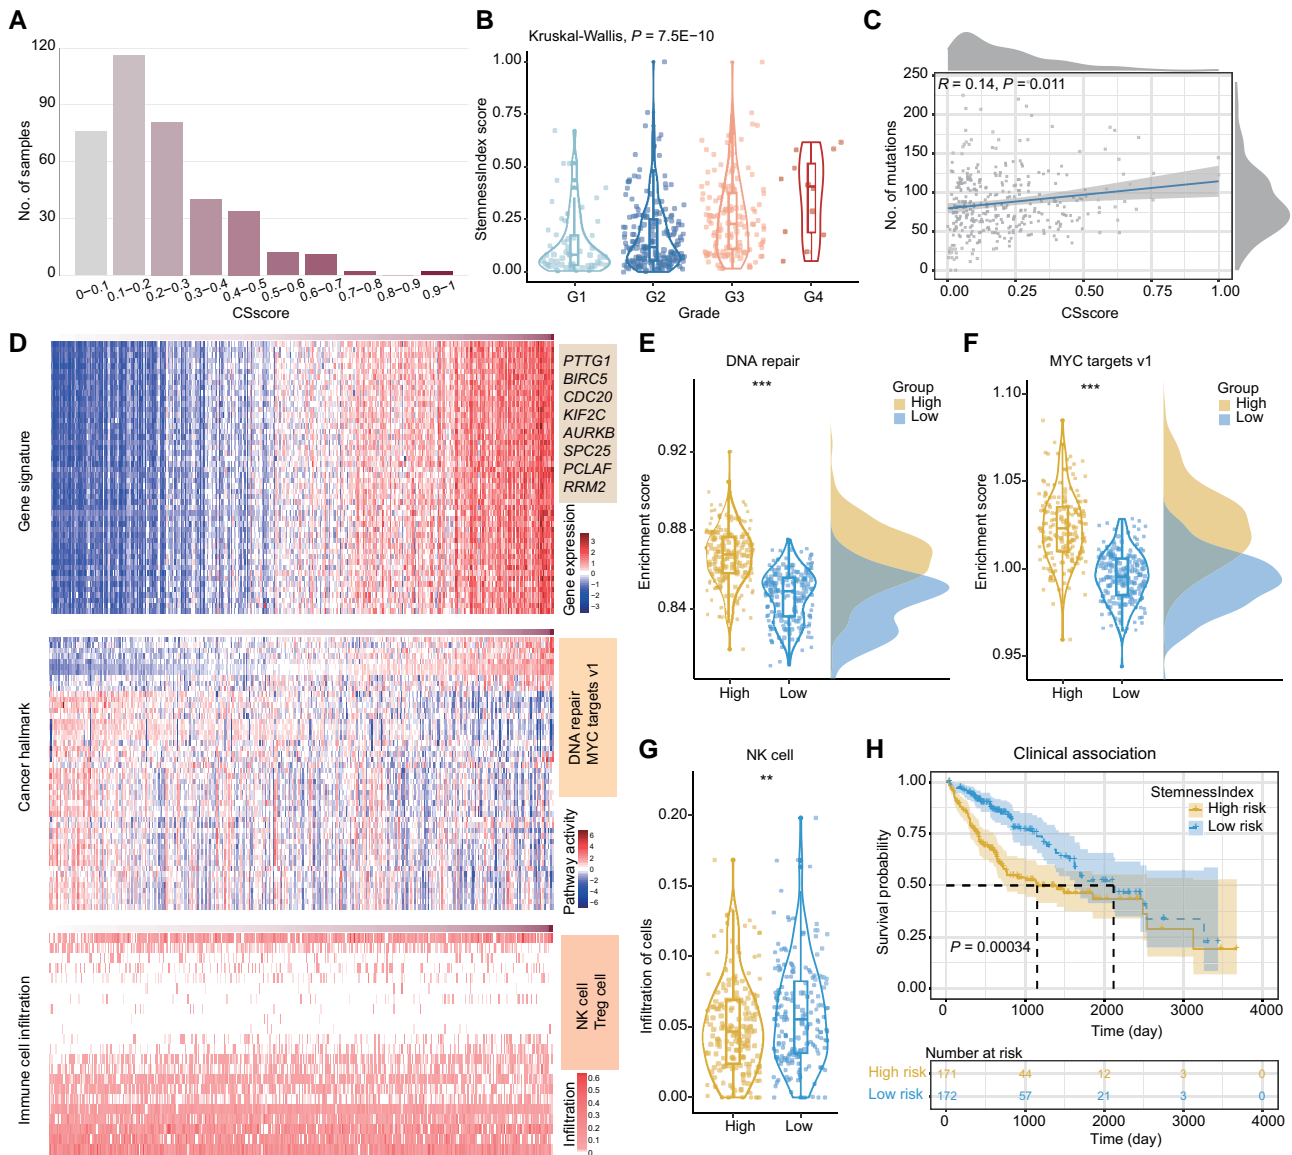 A
No. of samples
120
90
60
30
0
0−0.1
0.1−0.2
0.2−0.3
0.3−0.4
0.4−0.5
0.5−0.6
0.6−0.7
0.7−0.8
0.8−0.9
0.9−1
CSscore
B
Kruskal-Wallis, P = 7.5E−10
StemnessIndex score
1.00
0.75
0.50
0.25
0.00
G1
G2
G3
G4
Grade
C
R = 0.14, P = 0.011
No. of mutations
250
200
150
100
50
0
0.00
0.25
0.50
0.75
1.00
CSscore
D
Gene signature
PTTG1
BIRC5
CDC20
KIF2C
AURKB
SPC25
PCLAF
RRM2
Gene expression
3
2
1
0
−1
−2
−3
Cancer hallmark
DNA repair
MYC targets v1
Pathway activity
6
4
2
0
−2
−4
−6
Immune cell infiltration
NK cell
Treg cell
Infiltration
0.6
0.5
0.4
0.3
0.2
0.1
0
E
DNA repair
***
Group
High
Low
Enrichment score
0.92
0.88
0.84
High
Low
F
MYC targets v1
***
Group
High
Low
Enrichment score
1.10
1.05
1.00
0.95
High
Low
G
NK cell
**
Infiltration of cells
0.20
0.15
0.10
0.05
0.00
High
Low
H
Clinical association
StemnessIndex
High risk
Low risk
Survival probability
1.00
0.75
0.50
0.25
0.00
P = 0.00034
0
1000
2000
3000
4000
Time (day)
Number at risk
High risk 171 44 12 3 0
Low risk 172 57 21 3 0
0
1000
2000
3000
4000
Time (day)